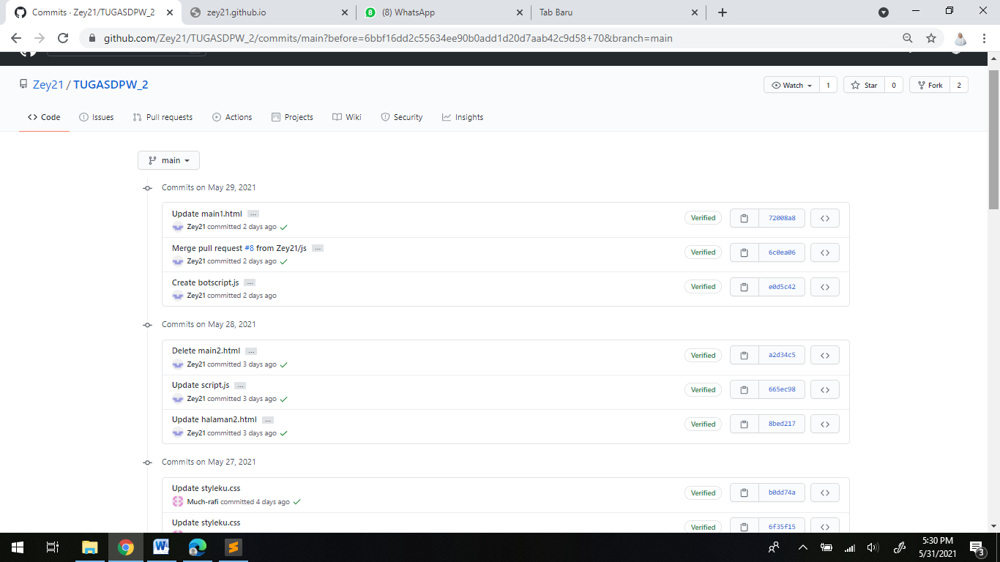 Commits · Zey21/TUGASDPW_2
zey21.github.io
8 (8) WhatsApp
Tab Baru
github.com/Zey21/TUGASDPW_2/commits/main?before=6bbf16dd2c55634ee90b0add1d20d7aab42c9d58+70&branch=main
Zey21 / TUGASDPW_2
Watch 1
Star 0
Fork 2
Code Issues Pull requests Actions Projects Wiki Security Insights
main
Commits on May 29, 2021
Update main1.html ...
Verified 72008a8
Zey21 committed 2 days ago
Merge pull request #8 from Zey21/js ...
Verified 6c0ea06
Zey21 committed 2 days ago
Create botscript.js ...
Verified e0d5c42
Zey21 committed 2 days ago
Commits on May 28, 2021
Delete main2.html ...
Verified a2d34c5
Zey21 committed 3 days ago
Update script.js ...
Verified 665ec98
Zey21 committed 3 days ago
Update halaman2.html ...
Verified 8bed217
Zey21 committed 3 days ago
Commits on May 27, 2021
Update styleku.css
Verified b0dd74a
Much-rafi committed 4 days ago
Update styleku.css
Verified 6f35f15
5:30 PM
5/31/2021
3